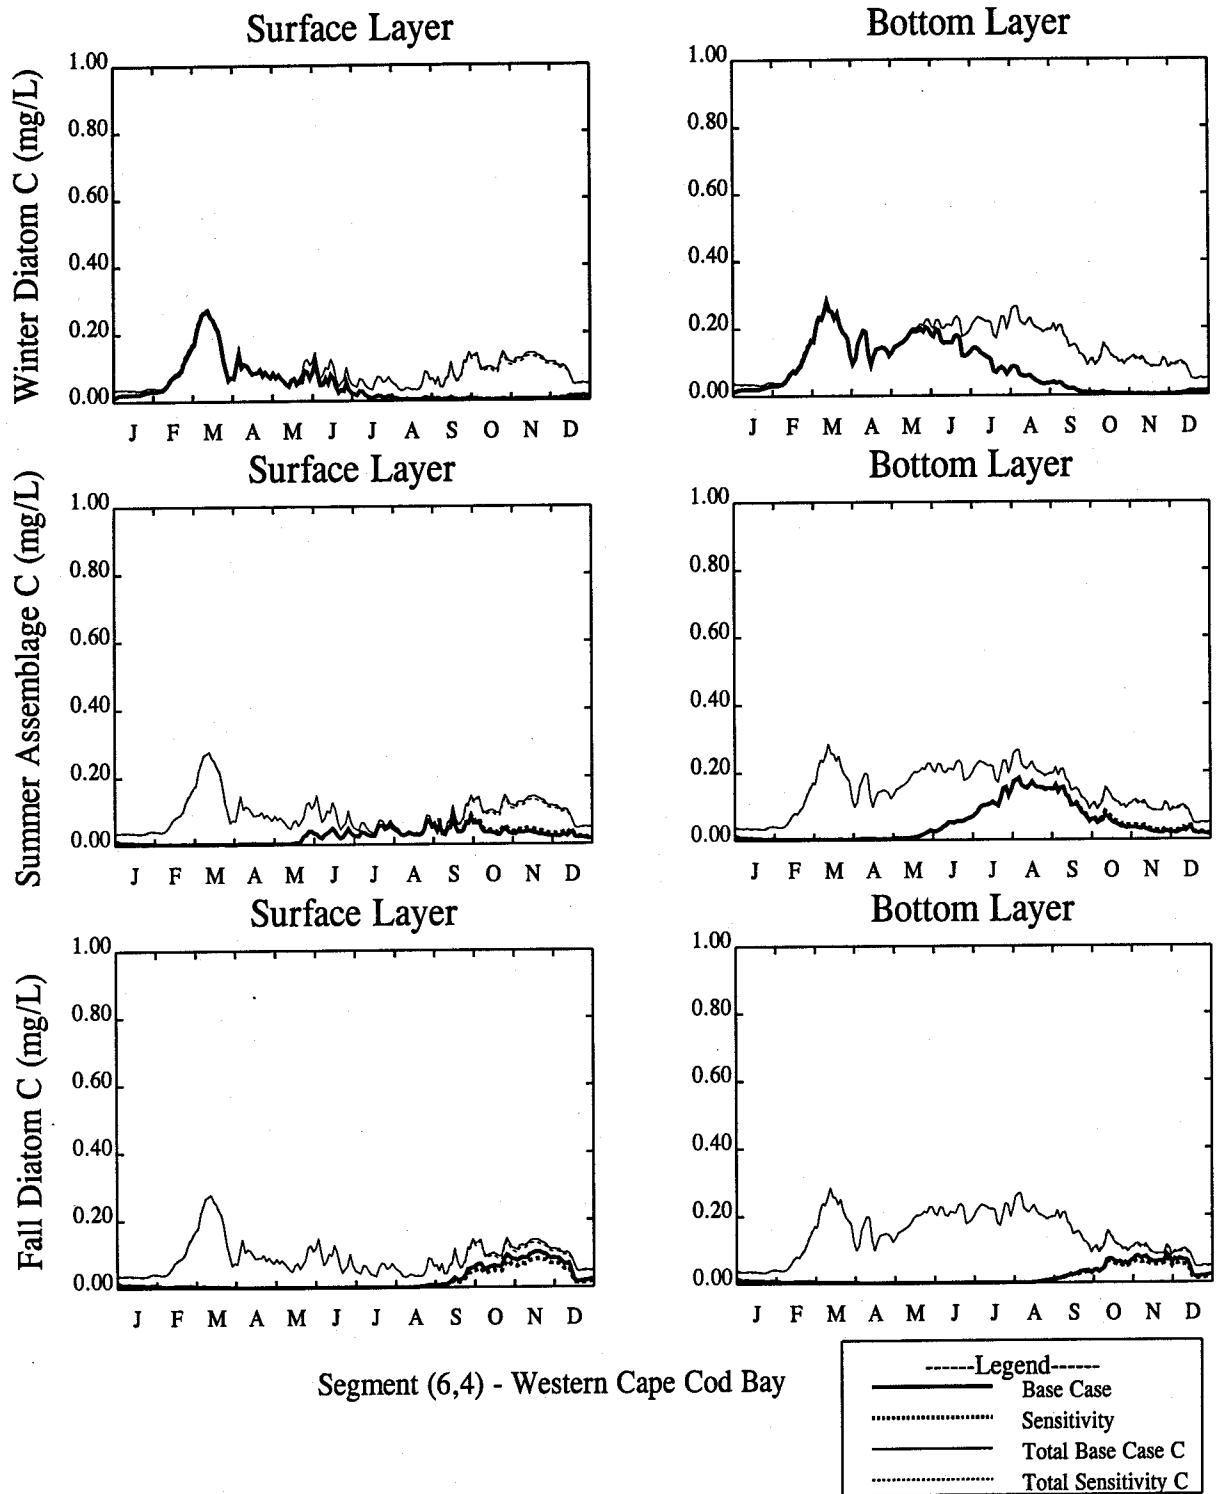 Surface Layer
Bottom Layer
Winter Diatom C (mg/L)
1.00
0.80
0.60
0.40
0.20
0.00
J F M A M J J A S O N D
1.00
0.80
0.60
0.40
0.20
0.00
J F M A M J J A S O N D
Surface Layer
Bottom Layer
Summer Assemblage C (mg/L)
1.00
0.80
0.60
0.40
0.20
0.00
J F M A M J J A S O N D
1.00
0.80
0.60
0.40
0.20
0.00
J F M A M J J A S O N D
Surface Layer
Bottom Layer
Fall Diatom C (mg/L)
1.00
0.80
0.60
0.40
0.20
0.00
J F M A M J J A S O N D
1.00
0.80
0.60
0.40
0.20
0.00
J F M A M J J A S O N D
Segment (6,4) - Western Cape Cod Bay
------Legend------
Base Case
Sensitivity
Total Base Case C
Total Sensitivity C